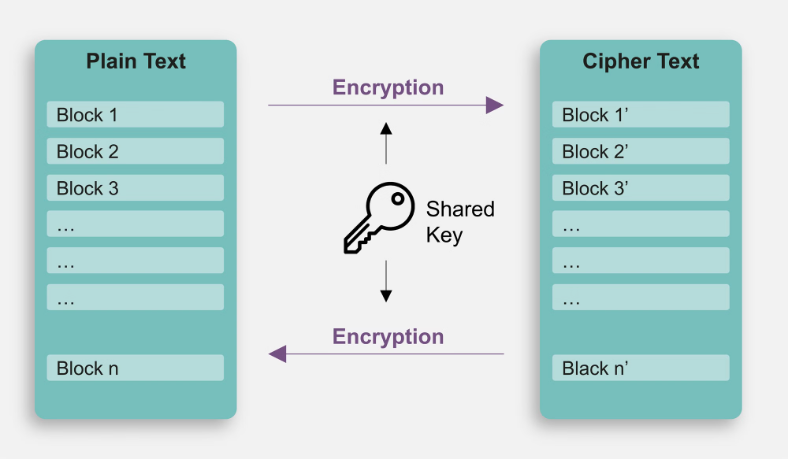 Plain Text
Block 1
Block 2
Block 3
...
...
...
Block n
Encryption
Shared
Key
Encryption
Cipher Text
Block 1’
Block 2’
Block 3’
...
...
...
Black n’